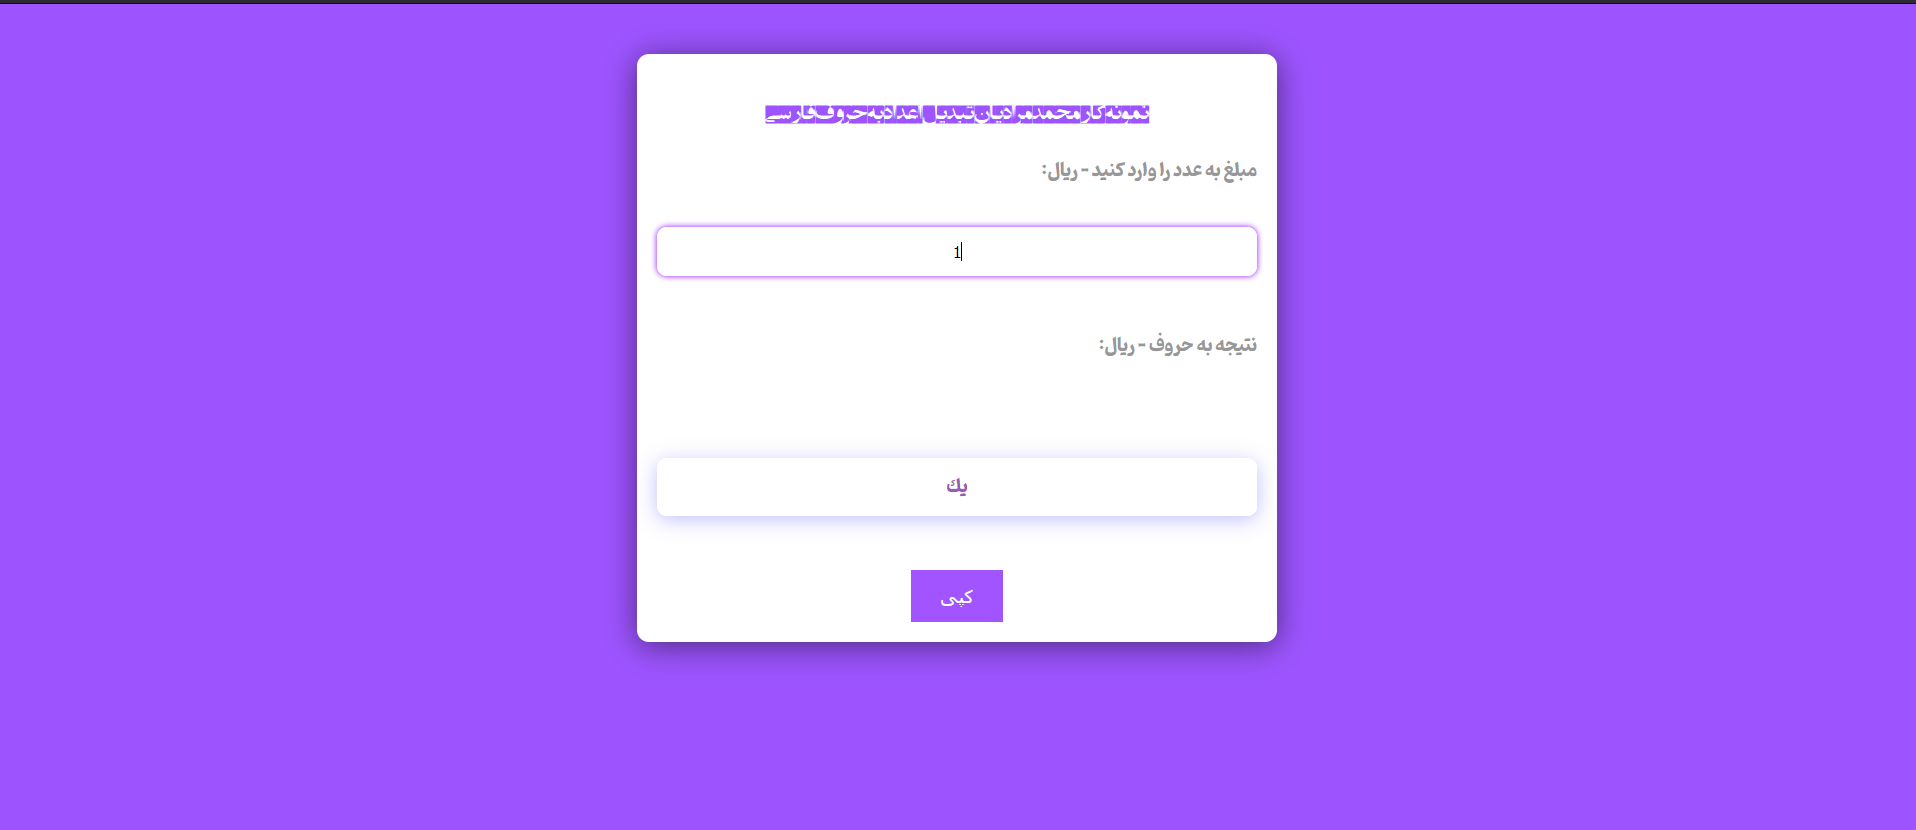 نمونه کار محمد مرادیان تبدیل اعداد به حروف فارسی
مبلغ به عدد را وارد کنید - ریال:
1
نتیجه به حروف - ریال:
يك
کپی